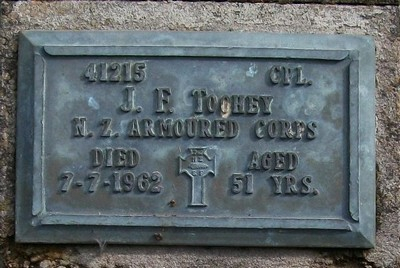 41215 CPL.
J. F. TOOHEY
N. Z. ARMOURED CORPS
DIED AGED
7-7-1962 51 YRS.